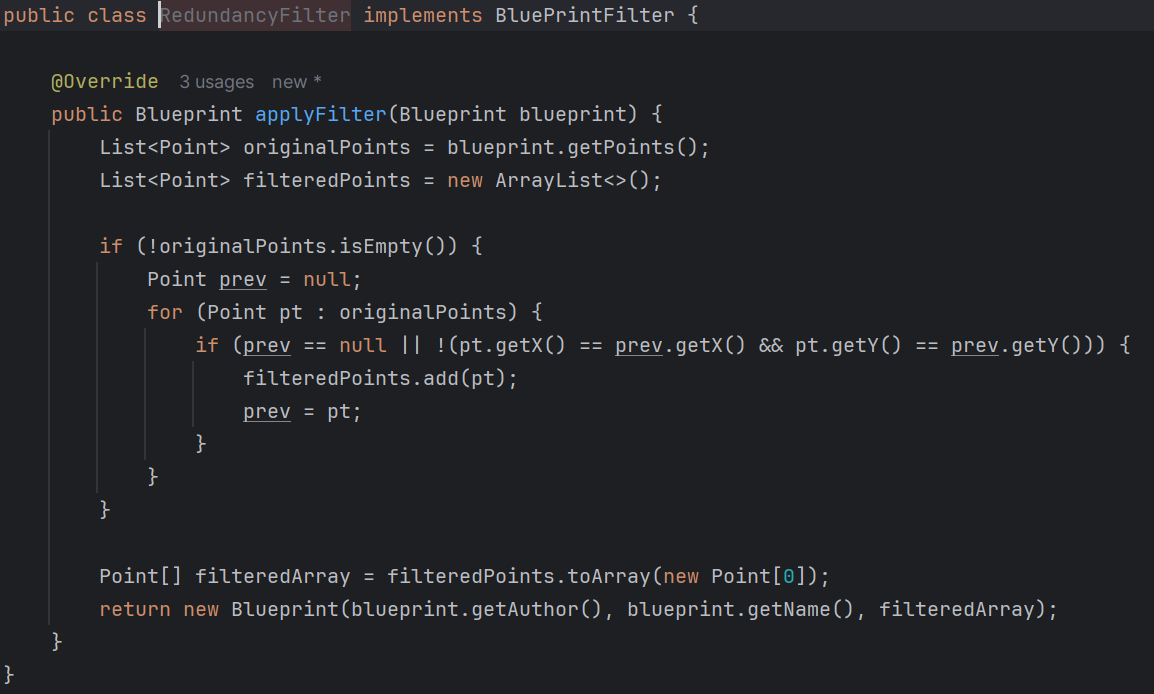 public class RedundancyFilter implements BluePrintFilter {
@Override 3 usages new *
public Blueprint applyFilter(Blueprint blueprint) {
List<Point> originalPoints = blueprint.getPoints();
List<Point> filteredPoints = new ArrayList<>();
if (!originalPoints.isEmpty()) {
Point prev = null;
for (Point pt : originalPoints) {
if (prev == null || !(pt.getX() == prev.getX() && pt.getY() == prev.getY())) {
filteredPoints.add(pt);
prev = pt;
}
}
}
Point[] filteredArray = filteredPoints.toArray(new Point[0]);
return new Blueprint(blueprint.getAuthor(), blueprint.getName(), filteredArray);
}
}